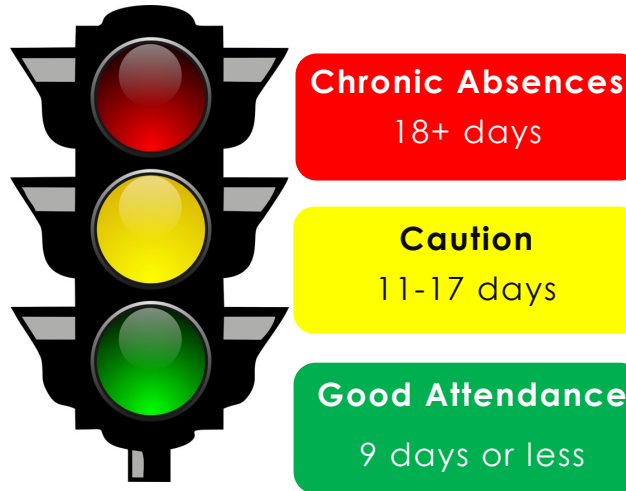 Chronic Absences
18+ days
Caution
11-17 days
Good Attendance
9 days or less